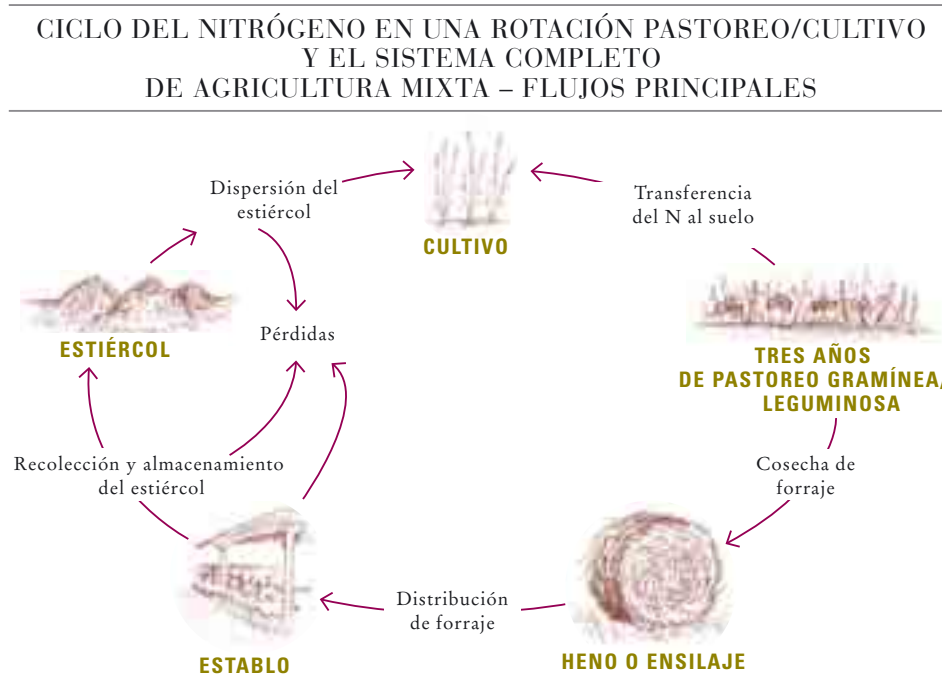 CICLO DEL NITRÓGENO EN UNA ROTACIÓN PASTOREO/CULTIVO
Y EL SISTEMA COMPLETO
DE AGRICULTURA MIXTA – FLUJOS PRINCIPALES
Dispersión del
estiércol
CULTIVO
Transferencia
del N al suelo
ESTIÉRCOL
Pérdidas
TRES AÑOS
DE PASTOREO GRAMÍNEA/
LEGUMINOSA
Recolección y almacenamiento
del estiércol
Cosecha de
forraje
Distribución
de forraje
ESTABLO
HENO O ENSILAJE